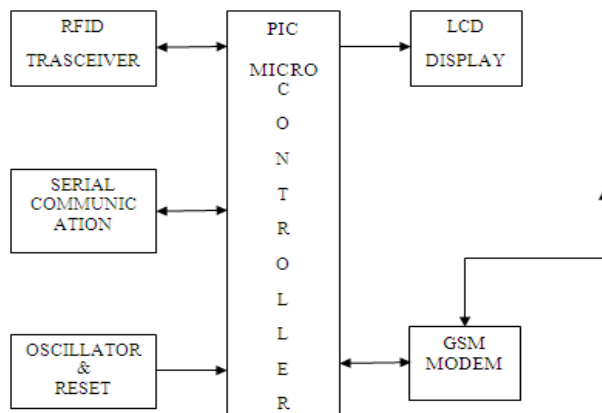 RFID
TRASCEIVER
PIC
MICRO
C
O
N
T
R
O
L
L
E
R
LCD
DISPLAY
SERIAL
COMMUNIC
ATION
OSCILLATOR
&
RESET
GSM
MODEM